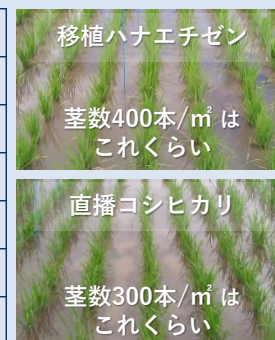 移植ハナエチゼン
茎数400本/㎡ は
これくらい
直播コシヒカリ
茎数300本/㎡ は
これくらい